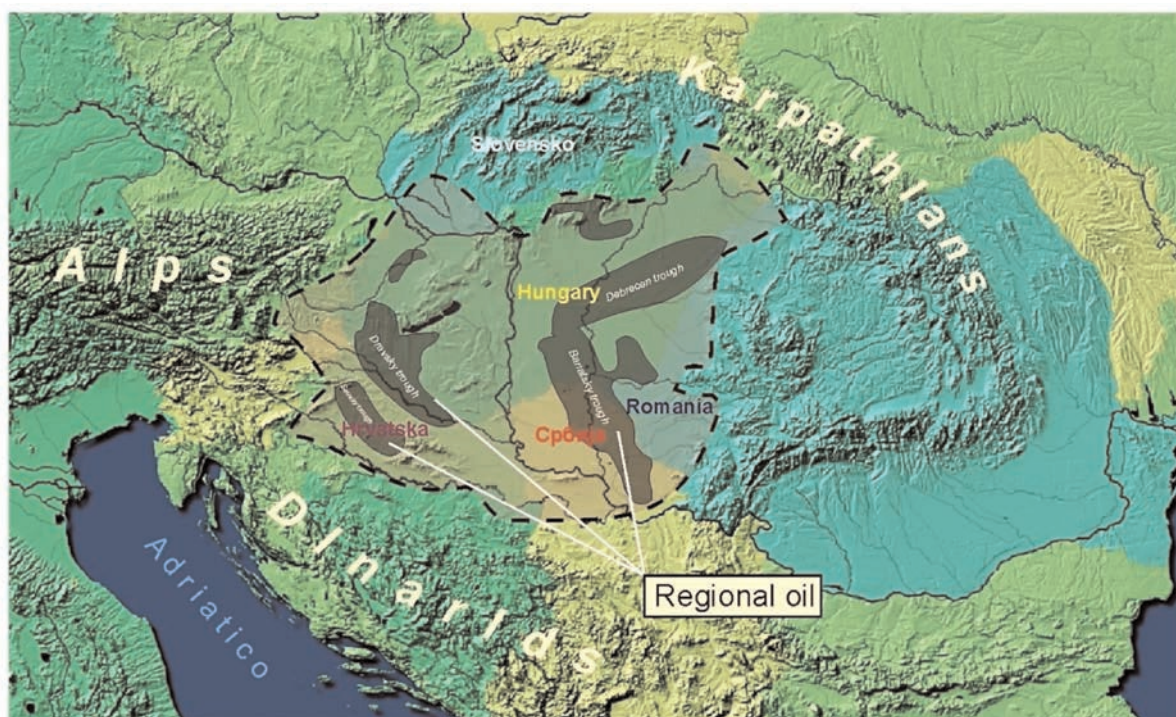 Karpathians
Slovensko
Alps
Hungary
Debrecen trough
Dravsky trough
Banatsky trough
Romania
Hrvatska
Србија
Dinarids
Adriatico
Regional oil